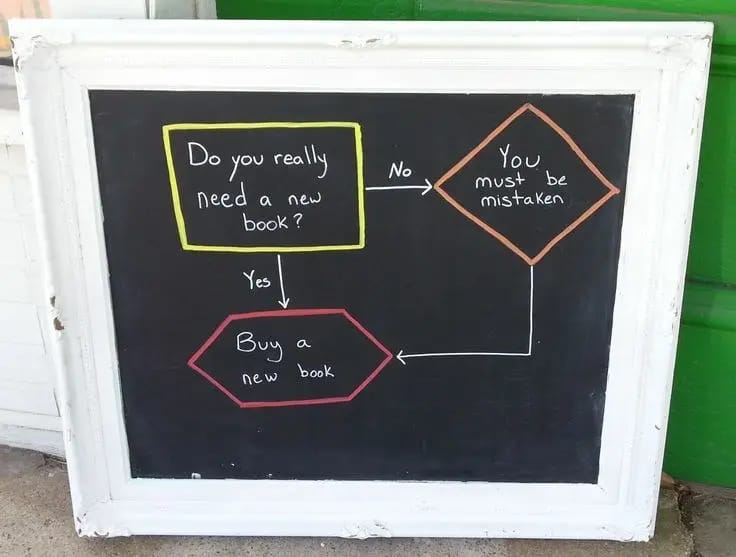 Do you really
need a new
book?
No
You
must be
mistaken
Yes
Buy a
new book